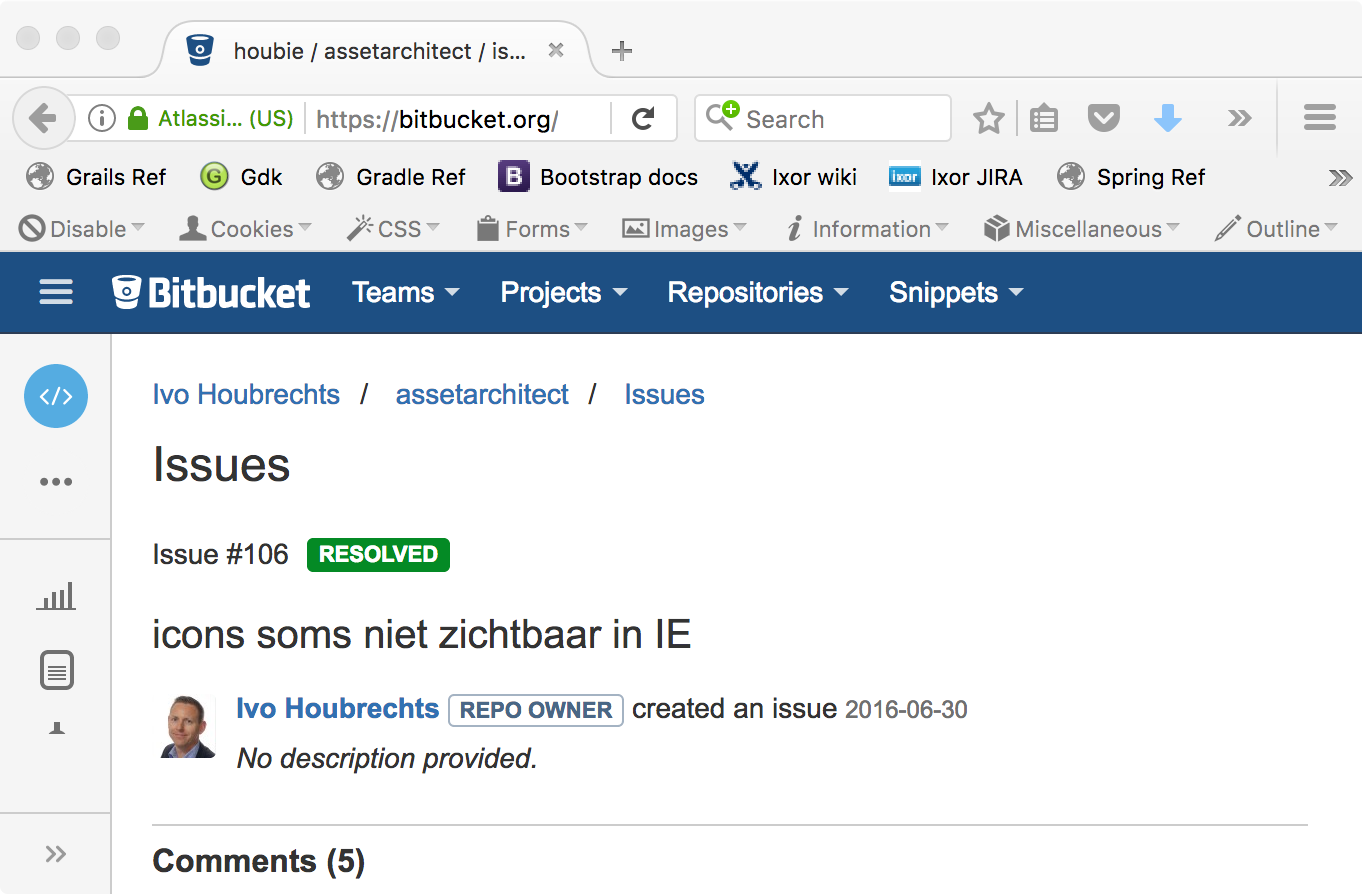 houbie / assetarchitect / is...
Atlassi... (US) https://bitbucket.org/ Search
Grails Ref Gdk Gradle Ref Bootstrap docs Ixor wiki Ixor JIRA Spring Ref
Disable Cookies CSS Forms Images Information Miscellaneous Outline
Bitbucket Teams Projects Repositories Snippets
Ivo Houbrechts / assetarchitect / Issues
Issues
Issue #106 RESOLVED
icons soms niet zichtbaar in IE
Ivo Houbrechts REPO OWNER created an issue 2016-06-30
No description provided.
Comments (5)